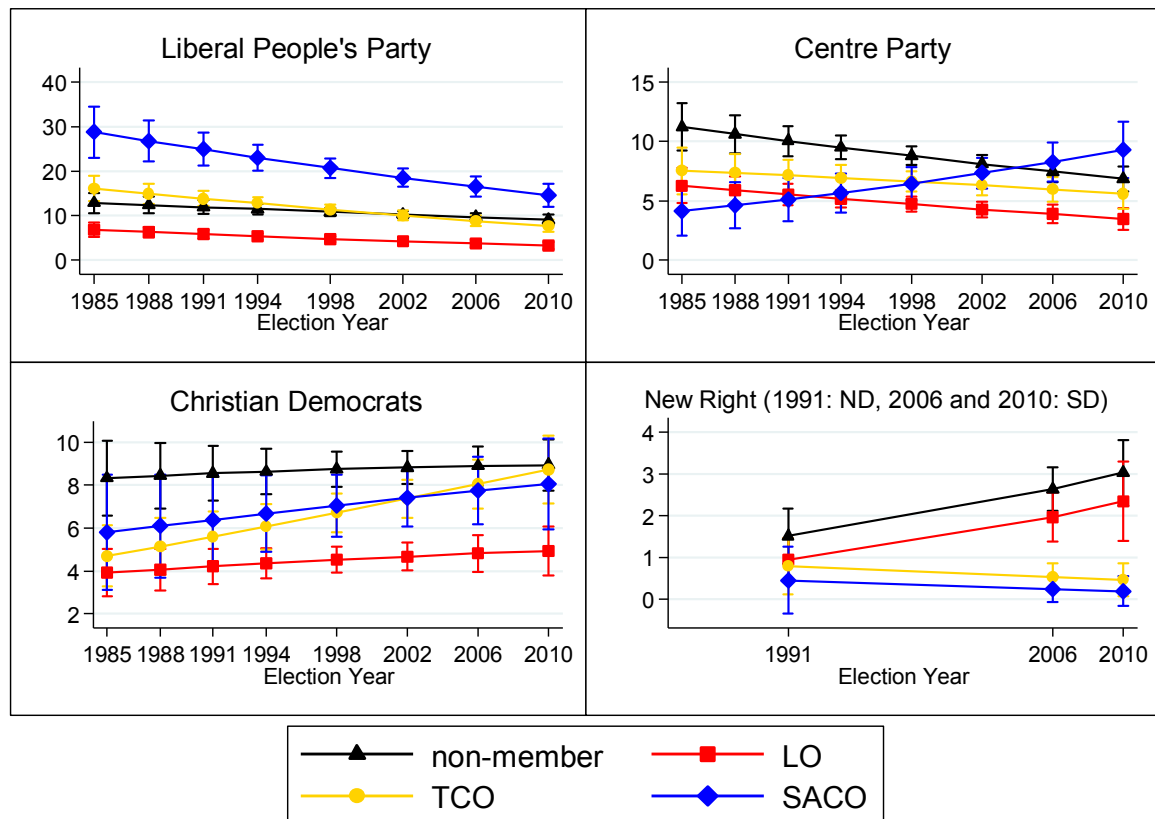 Liberal People's Party
40
30
20
10
0
1985 1988 1991 1994 1998 2002 2006 2010
Election Year
Centre Party
15
10
5
0
1985 1988 1991 1994 1998 2002 2006 2010
Election Year
Christian Democrats
10
8
6
4
2
1985 1988 1991 1994 1998 2002 2006 2010
Election Year
New Right (1991: ND, 2006 and 2010: SD)
4
3
2
1
0
1991 2006 2010
Election Year
non-member LO
TCO SACO